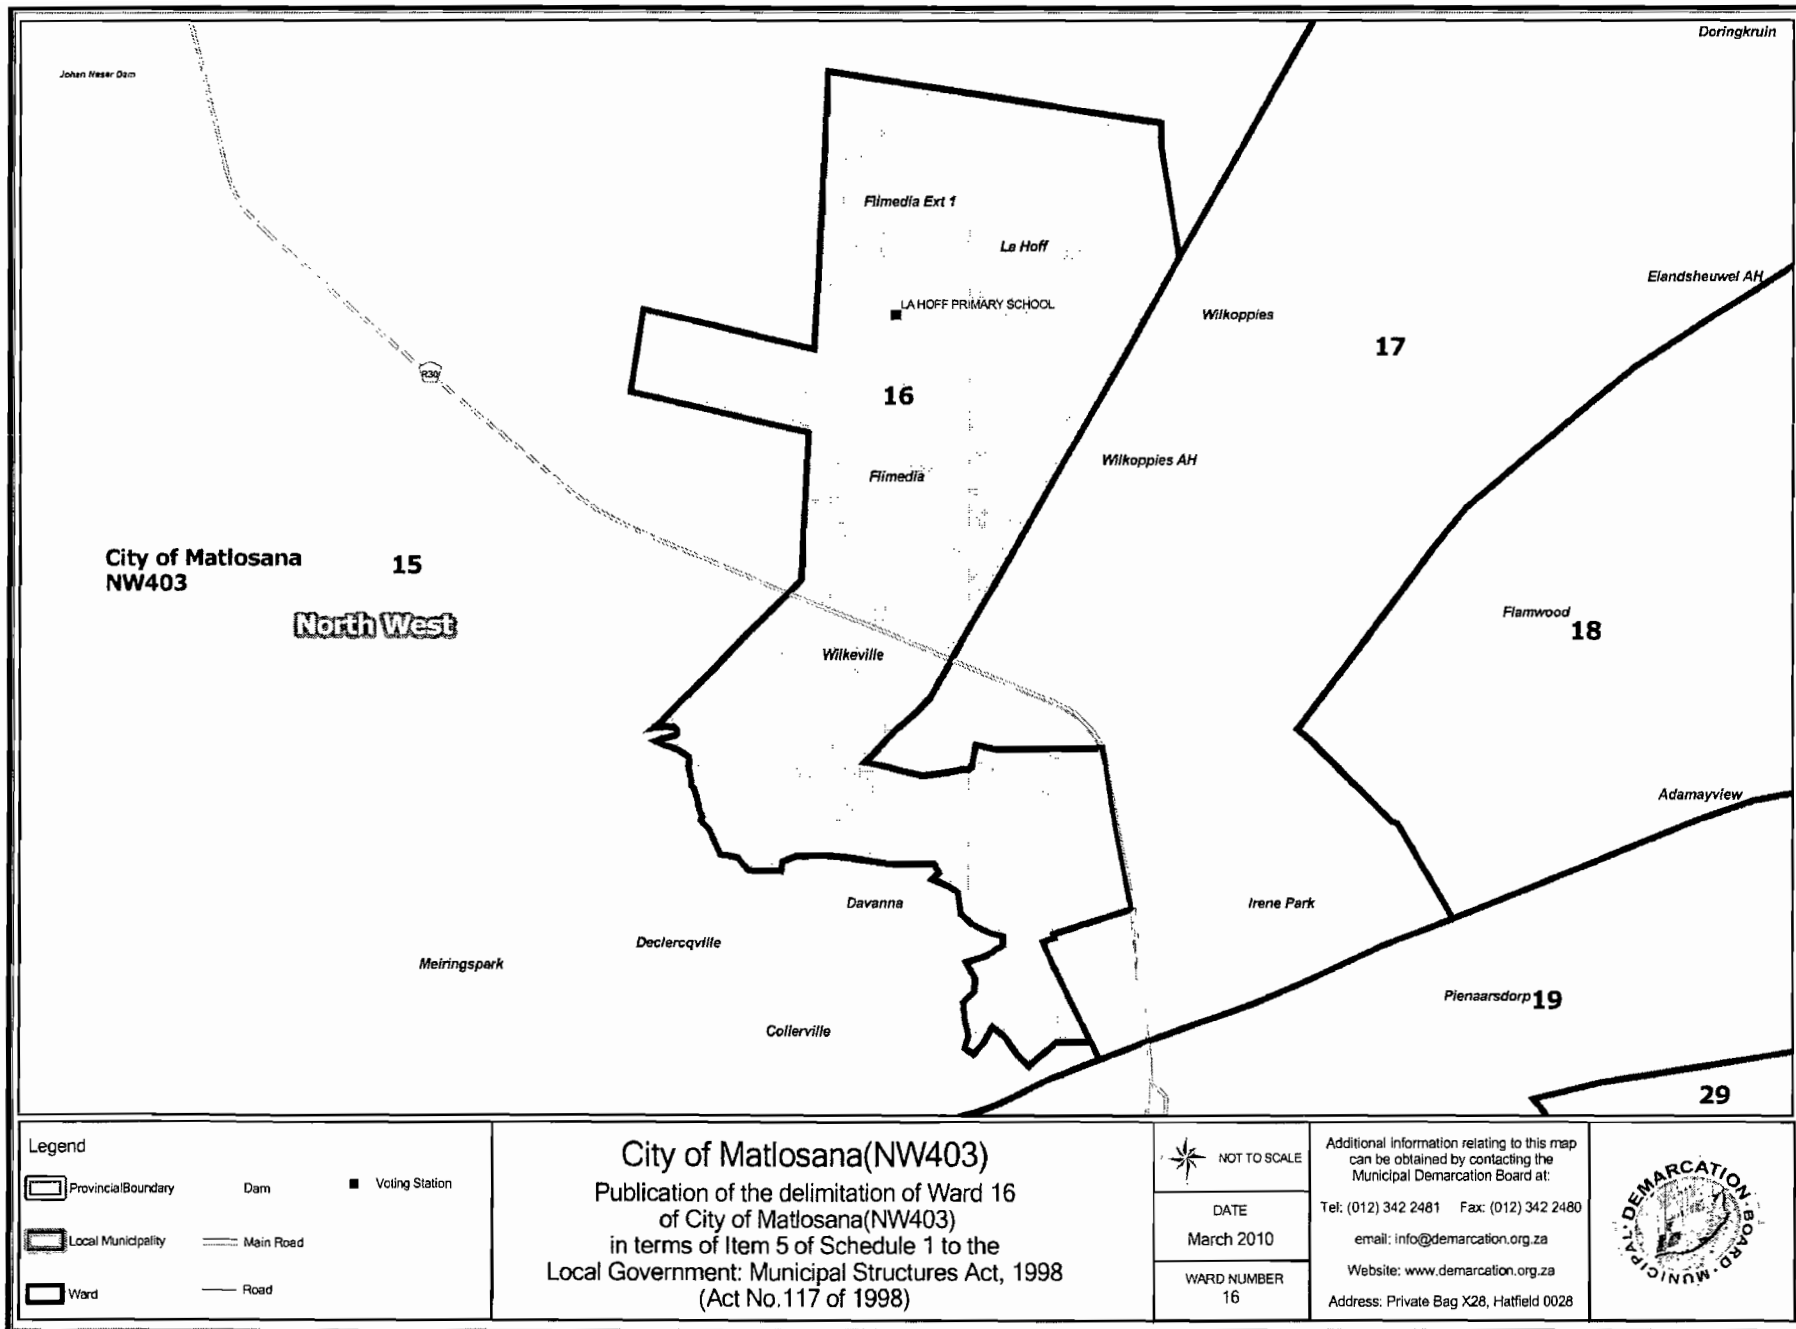 Doringkruin
Johan Neser Dam
Flimedia Ext 1
La Hoff
Elandsheuwel AH
LA HOFF PRIMARY SCHOOL
Wilkoppies
17
R30
16
Wilkoppies AH
Flimedia
City of Matlosana
NW403
15
North West
Flamwood
18
Wilkeville
Adamayview
Davanna
Irene Park
Declercqville
Meiringspark
Pienaarsdorp
19
Collerville
29
Legend
ProvincialBoundary
Dam
Voting Station
Local Municipality
Main Road
Ward
Road
City of Matlosana(NW403)
Publication of the delimitation of Ward 16
of City of Matlosana(NW403)
in terms of Item 5 of Schedule 1 to the
Local Government: Municipal Structures Act, 1998
(Act No.117 of 1998)
NOT TO SCALE
DATE
March 2010
WARD NUMBER
16
Additional information relating to this map
can be obtained by contacting the
Municipal Demarcation Board at:
Tel: (012) 342 2481 Fax: (012) 342 2480
email: info@demarcation.org.za
Website: www.demarcation.org.za
Address: Private Bag X28, Hatfield 0028
MUNICIPAL · DEMARCATION · BOARD